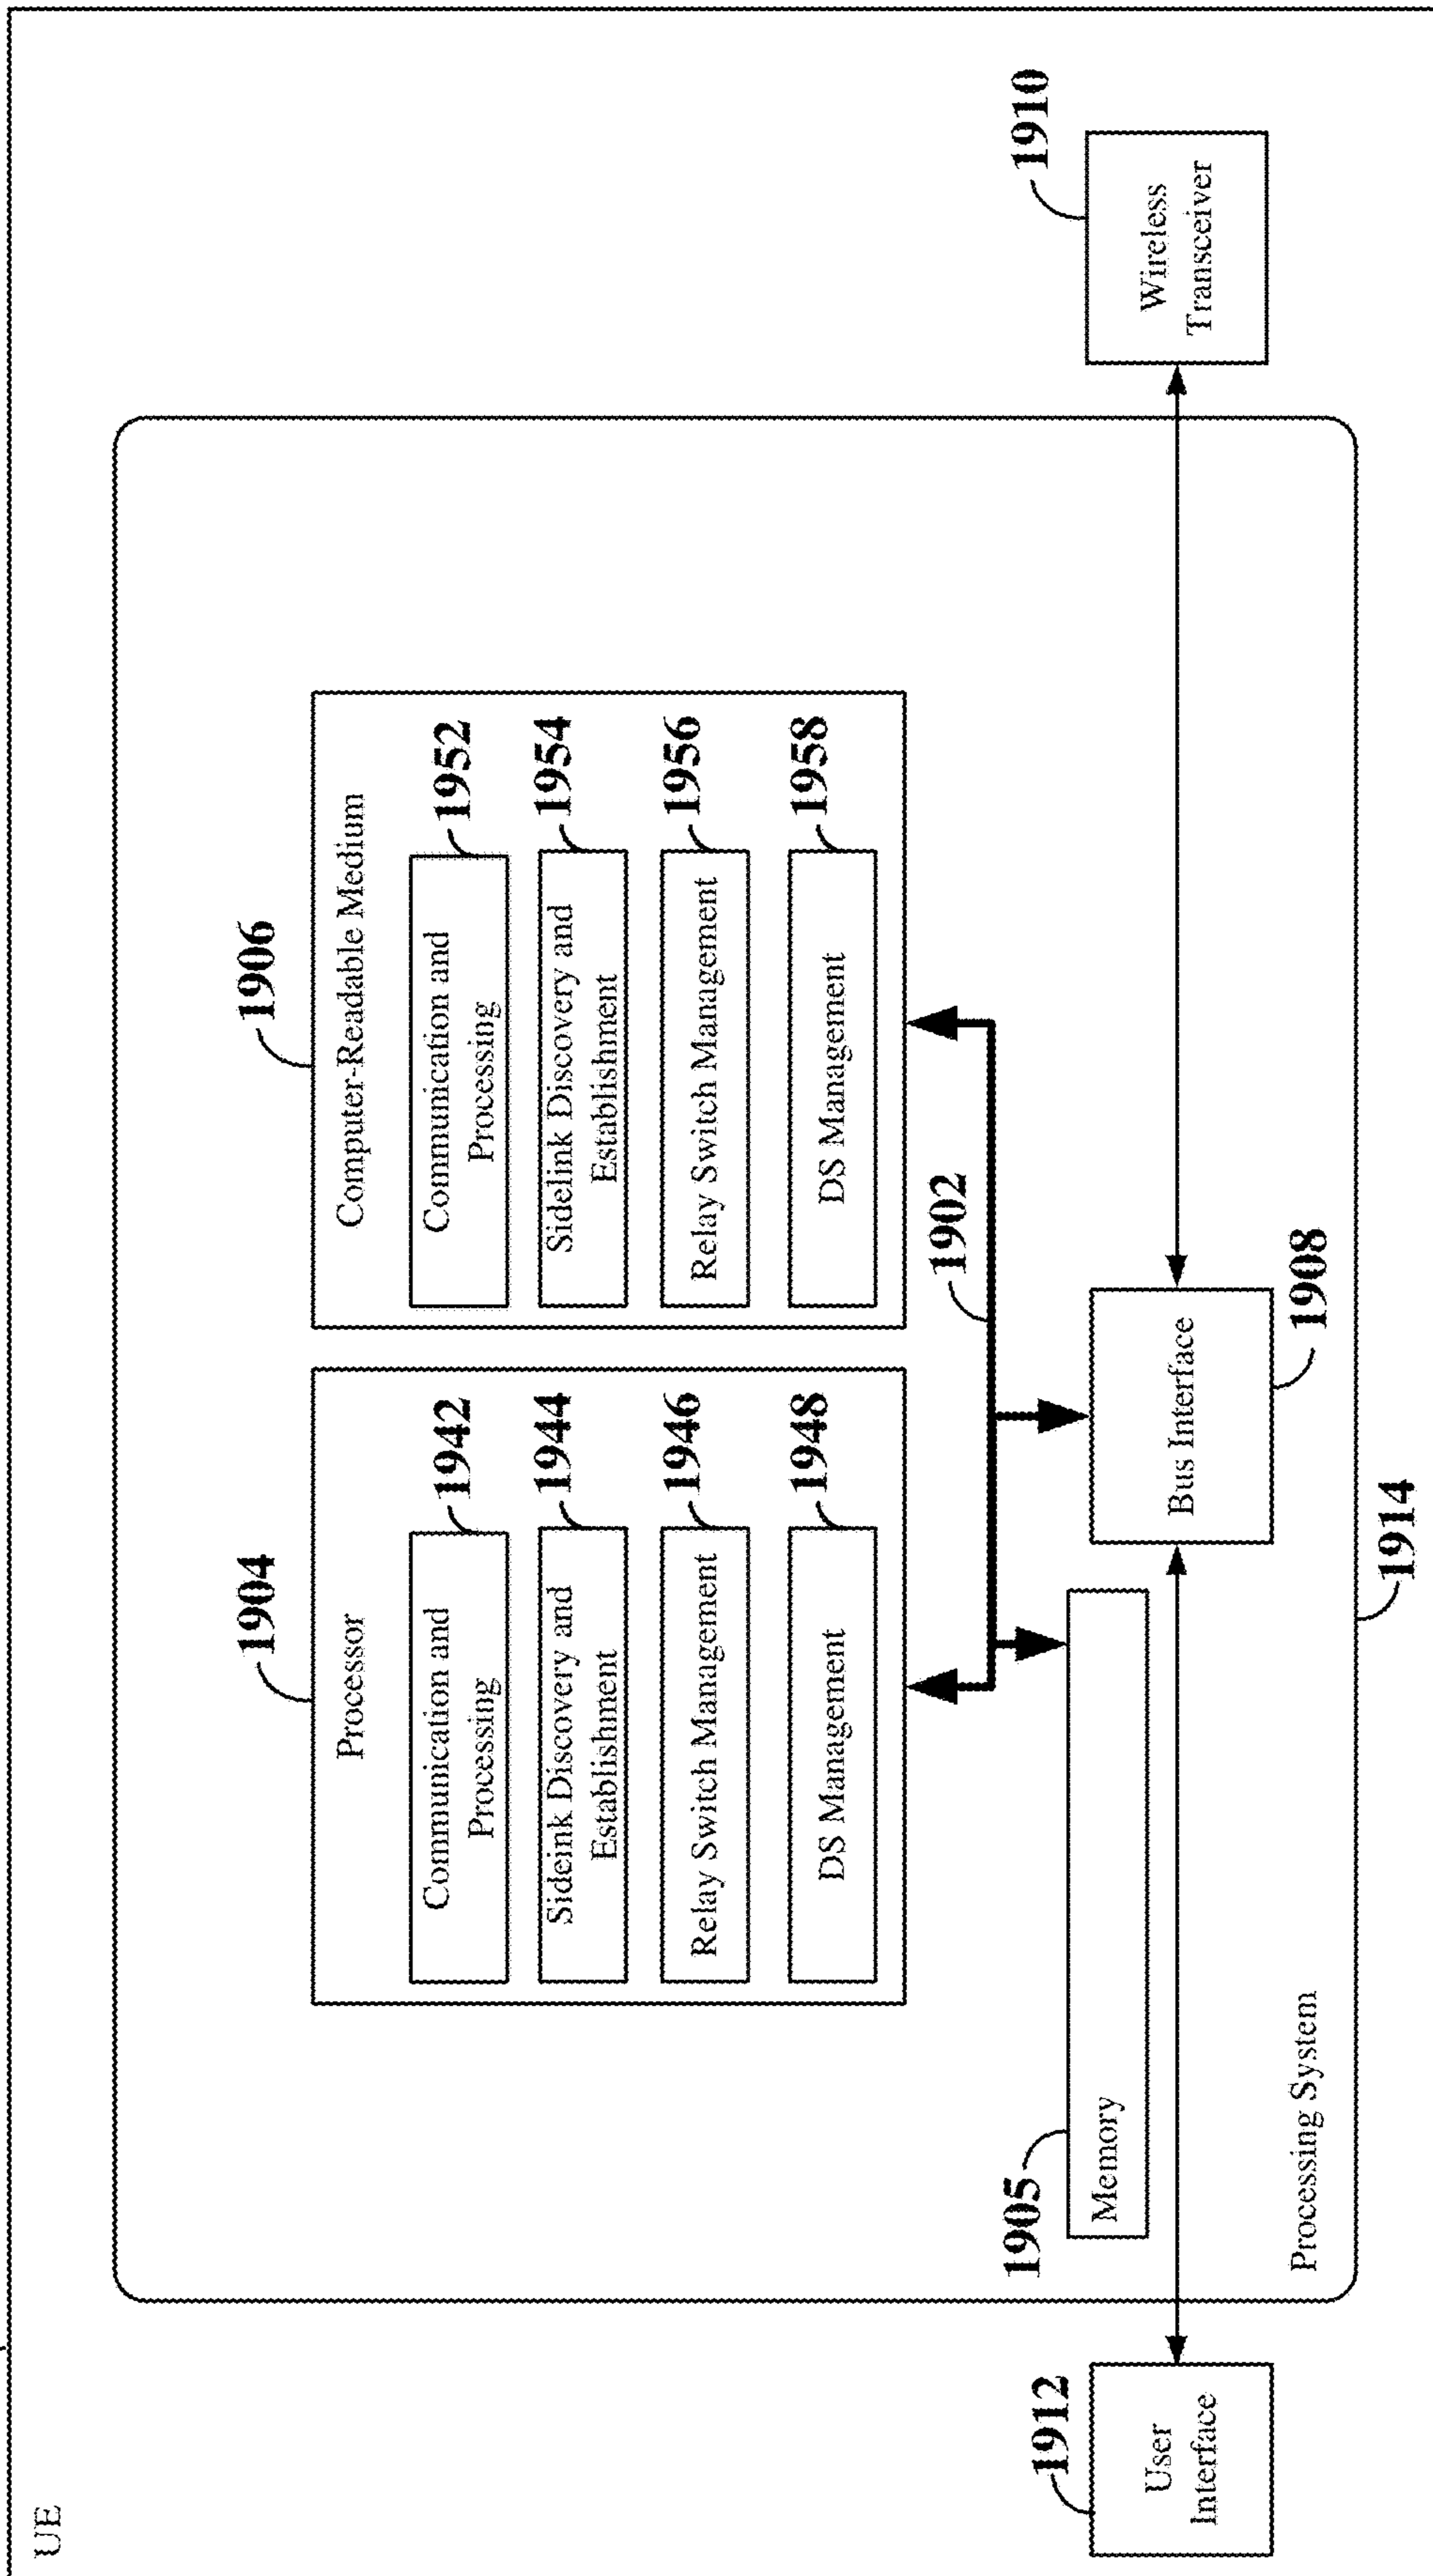 UE
1904
Processor
Communication and
Processing
1942
Sideink Discovery and
Establishment
1944
Relay Switch Management
1946
DS Management
1948
1906
Computer-Readable Medium
Communication and
Processing
1952
Sidelink Discovery and
Establishment
1954
Relay Switch Management
1956
DS Management
1958
1902
1905
Memory
Bus Interface
1908
Processing System
1914
1912
User
Interface
1910
Wireless
Transceiver